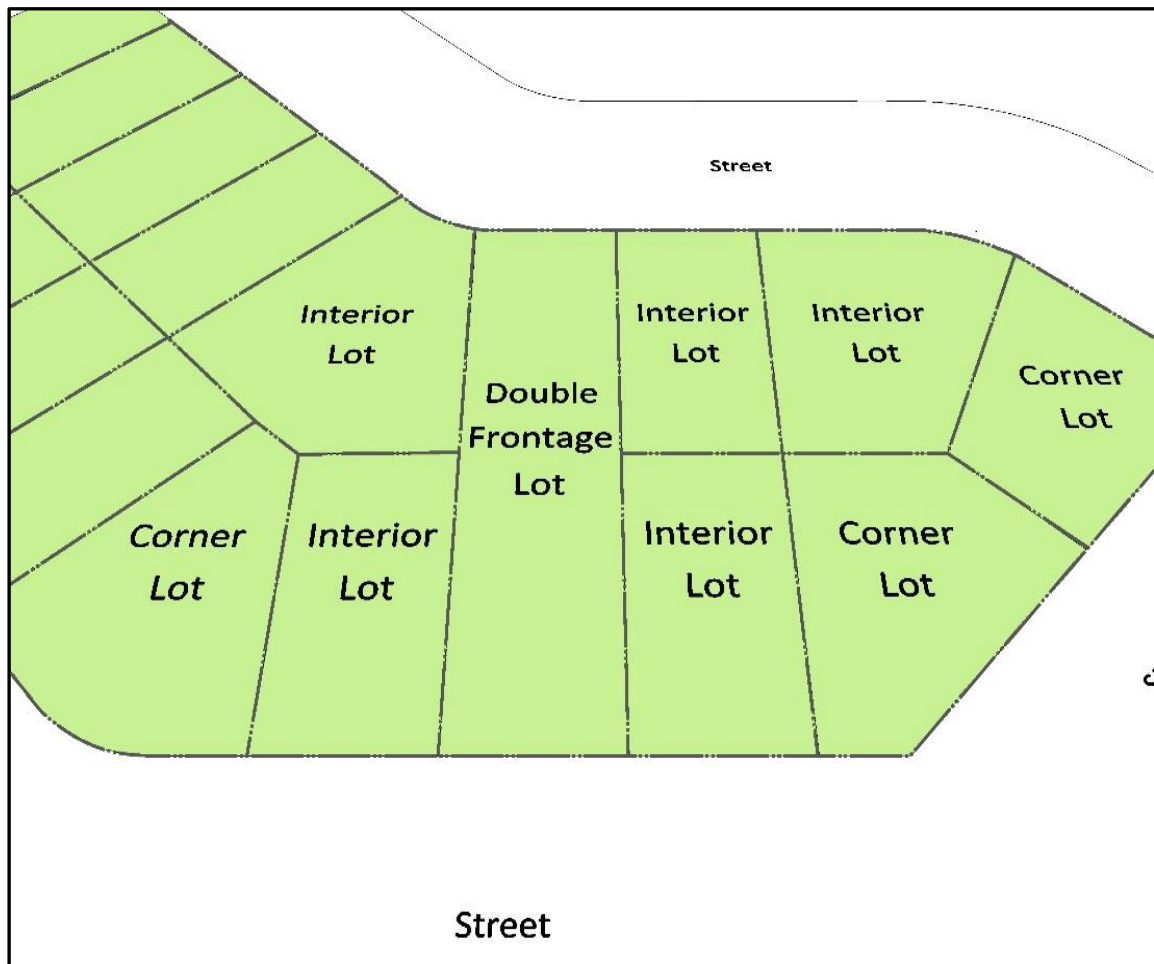 Street
Interior
Lot
Interior
Lot
Interior
Lot
Corner
Lot
Double
Frontage
Lot
Corner
Lot
Interior
Lot
Interior
Lot
Corner
Lot
Street